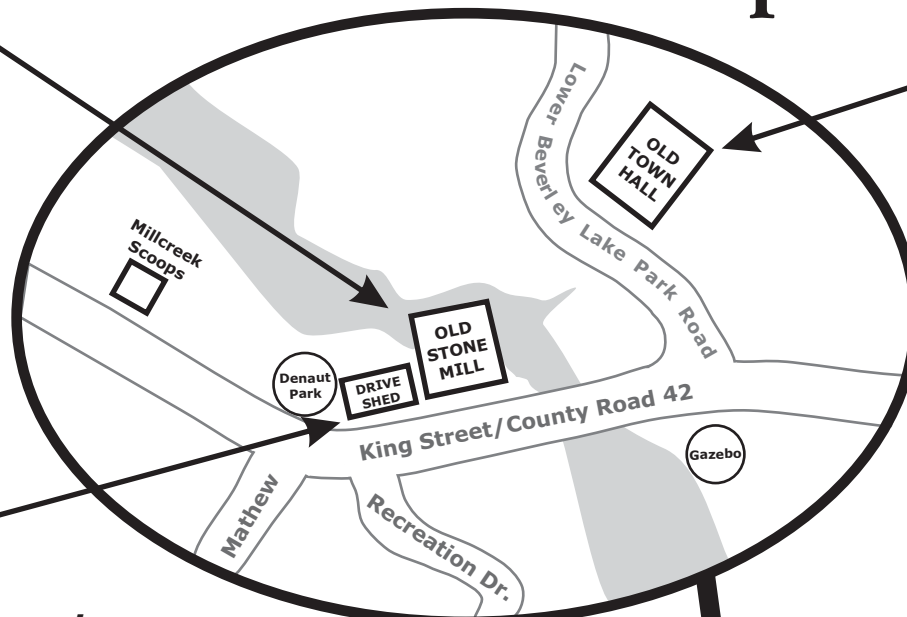 Lower Beverley Lake Park Road
OLD
TOWN
HALL
Millcreek
Scoops
OLD
STONE
MILL
Denaut
Park
DRIVE
SHED
King Street/County Road 42
Gazebo
Mathew
Recreation Dr.